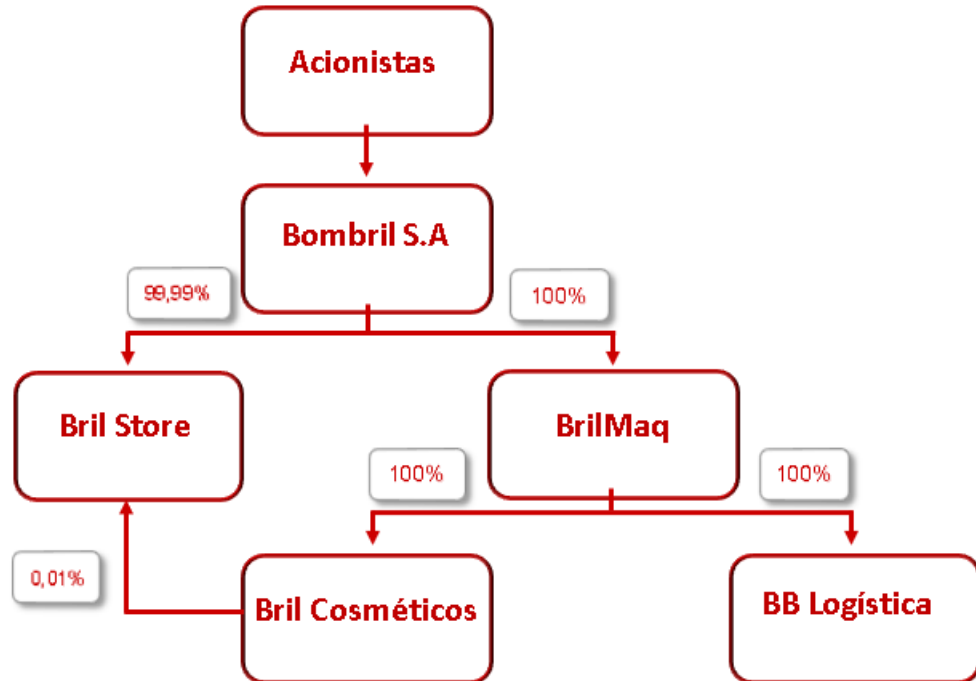 Acionistas
Bombril S.A
99,99%
100%
Bril Store
BrilMaq
100%
100%
0,01%
Bril Cosméticos
BB Logística